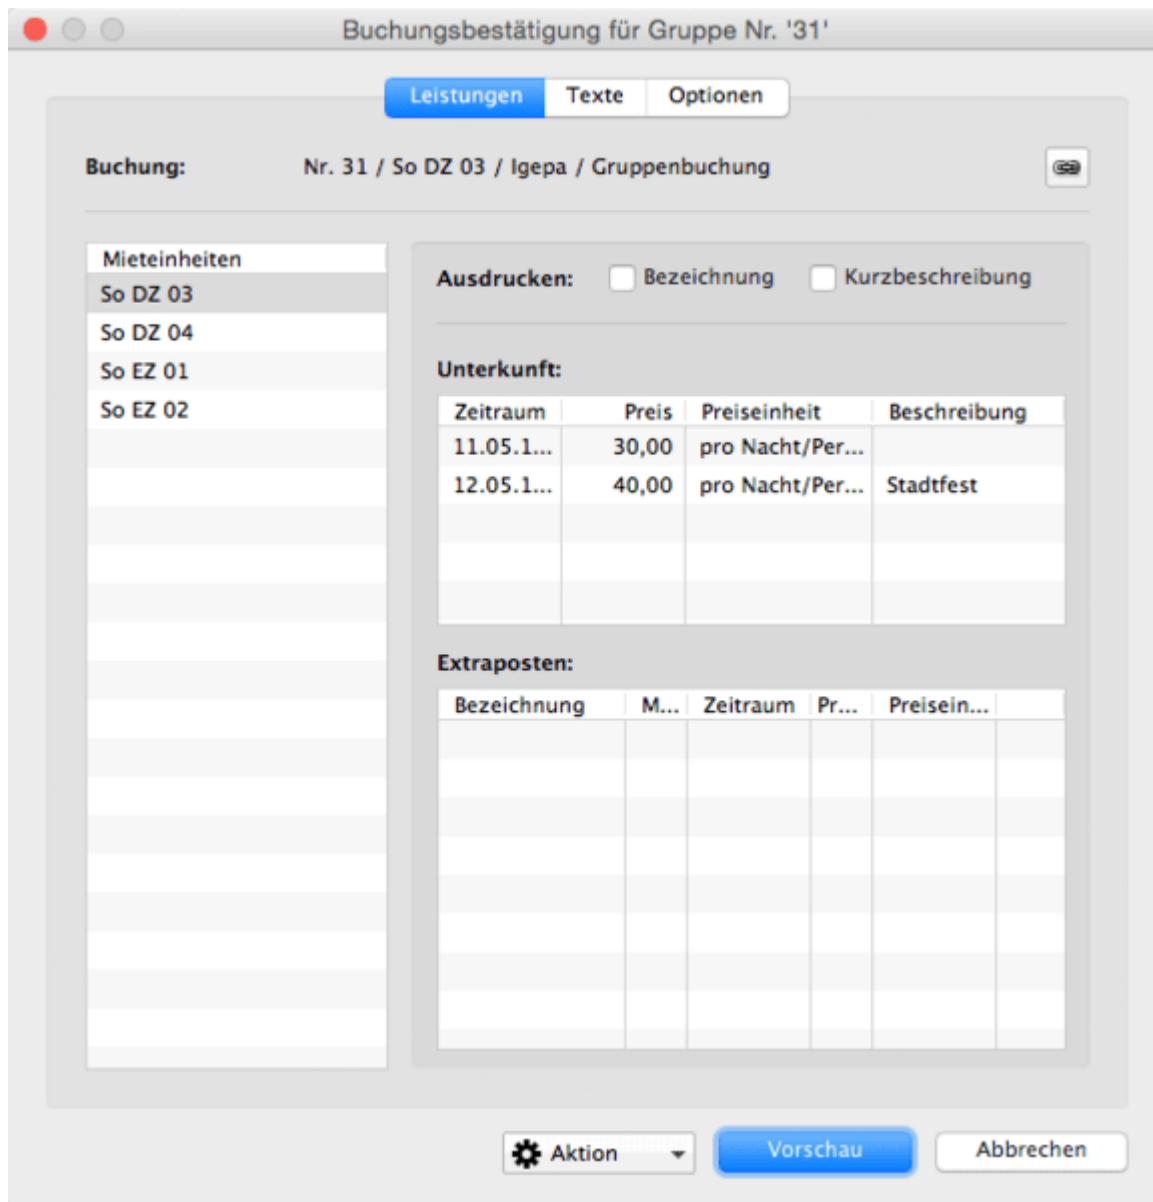 Buchungsbestätigung für Gruppe Nr. '31'
Leistungen Texte Optionen
Buchung: Nr. 31 / So DZ 03 / Igepa / Gruppenbuchung
Mieteinheiten
So DZ 03
So DZ 04
So EZ 01
So EZ 02
Ausdrucken: Bezeichnung Kurzbeschreibung
Unterkunft:
Zeitraum Preis Preiseinheit Beschreibung
11.05.1... 30,00 pro Nacht/Per...
12.05.1... 40,00 pro Nacht/Per... Stadtfest
Extraposten:
Bezeichnung M... Zeitraum Pr... Preisein...
Aktion Vorschau Abbrechen